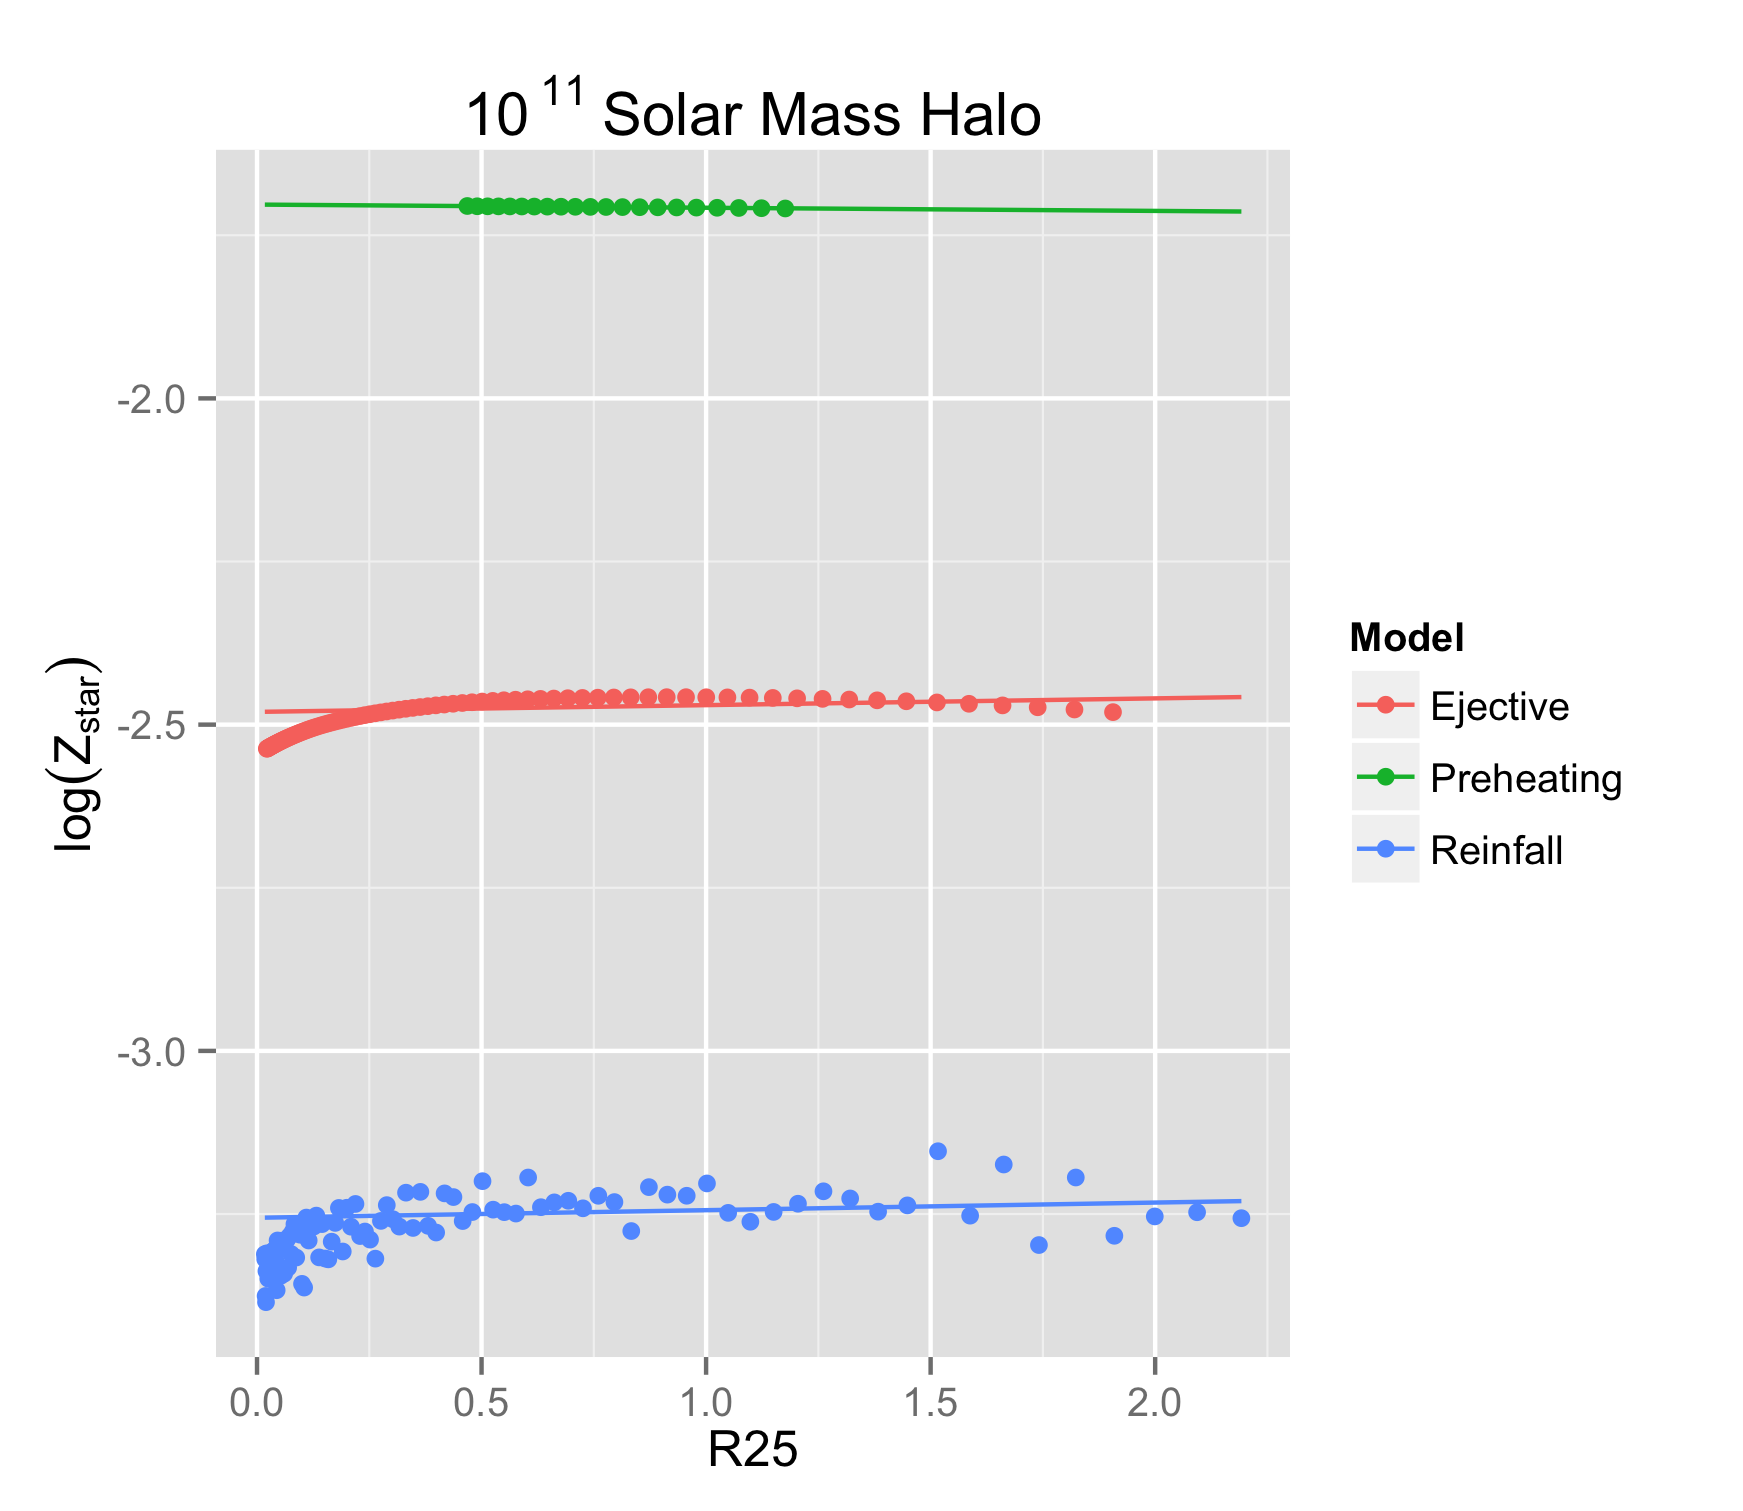 10 11 Solar Mass Halo
log(Zstar)
-2.0
-2.5
-3.0
0.0 0.5 1.0 1.5 2.0
R25
Model
Ejective
Preheating
Reinfall